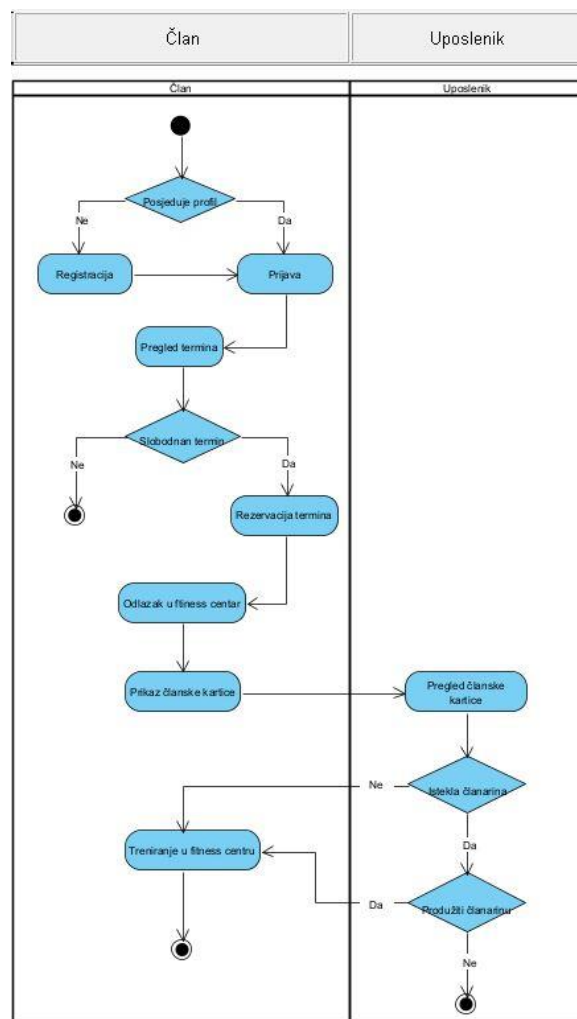 Član
Uposlenik
Član
Uposlenik
Posjeduje profil
Ne
Da
Registracija
Prijava
Pregled termina
Slobodnan termin
Ne
Da
Rezervacija termina
Odlazak u ftiness centar
Prikaz članske kartice
Pregled članske
kartice
Istekla članarina
Ne
Da
Treniranje u fitness centru
Produžiti članarinu
Da
Ne